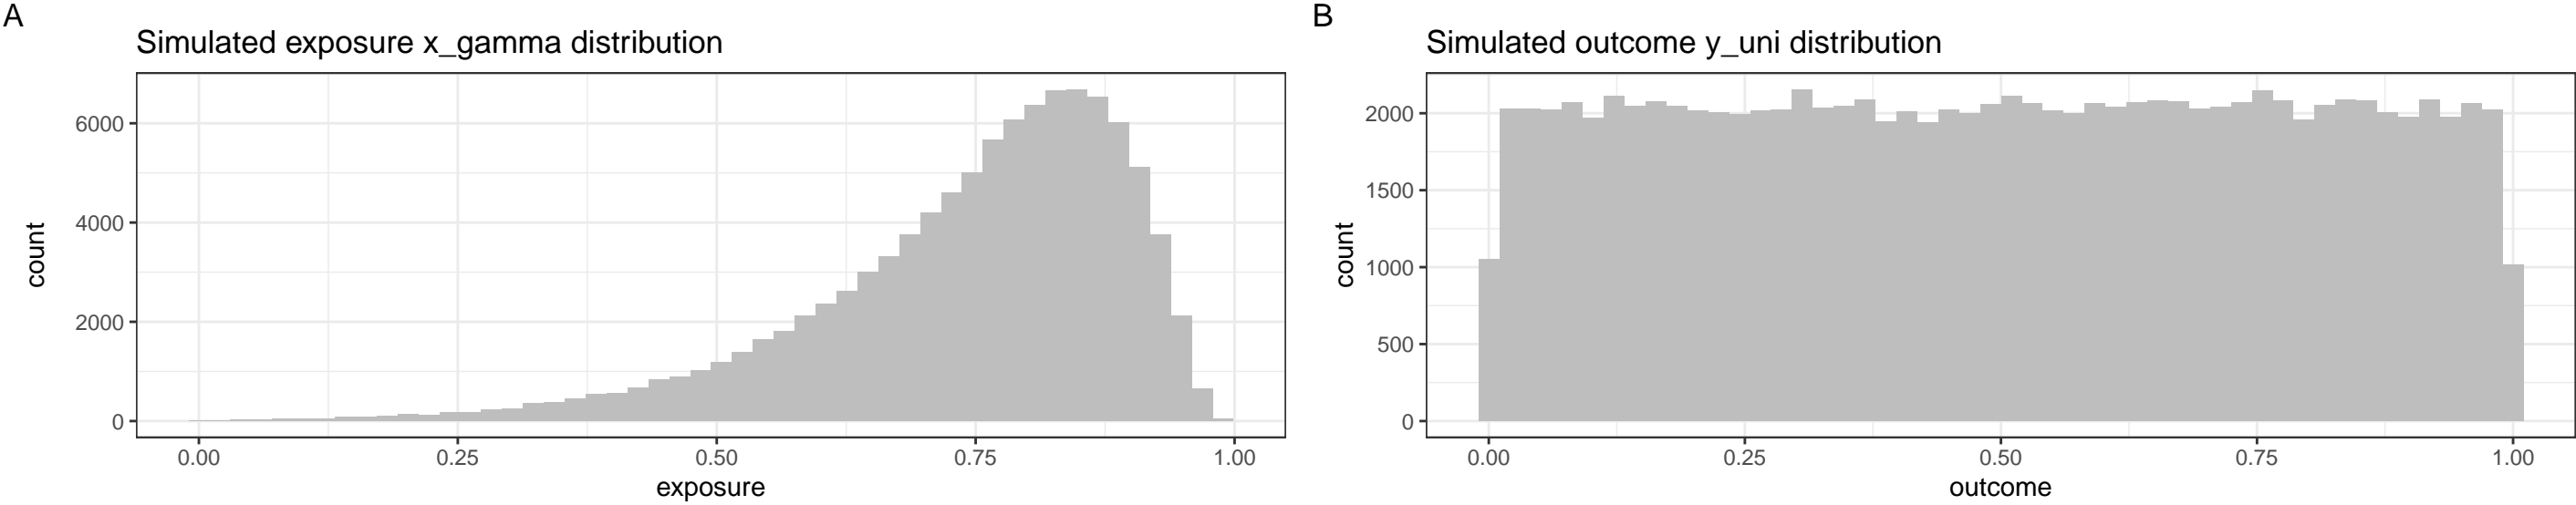 A
Simulated exposure x_gamma distribution
count
6000
4000
2000
0
0.00 0.25 0.50 0.75 1.00
exposure
B
Simulated outcome y_uni distribution
count
2000
1500
1000
500
0
0.00 0.25 0.50 0.75 1.00
outcome